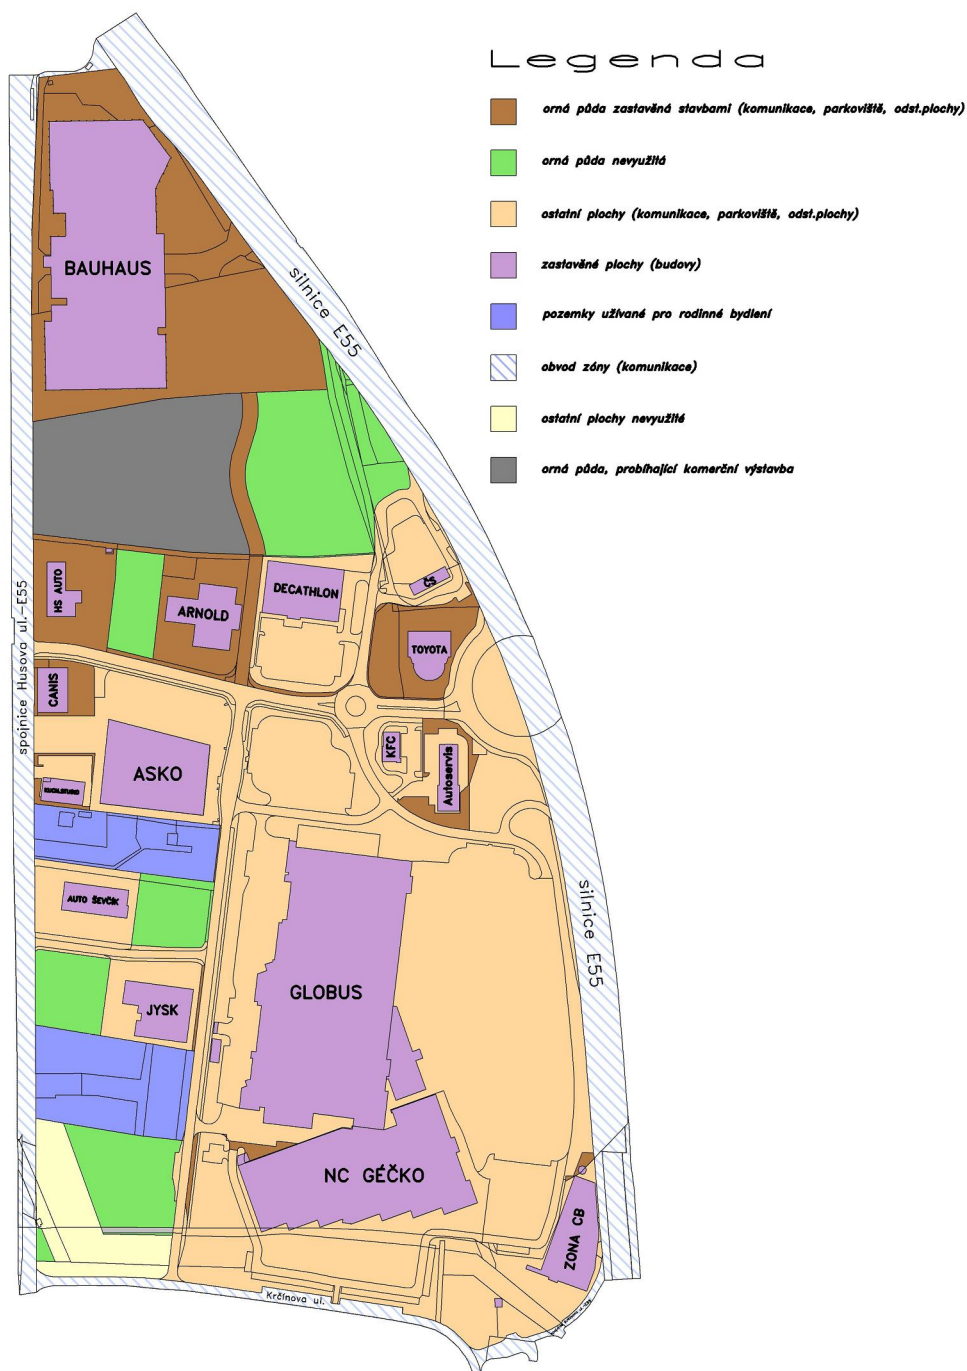 Legenda
orná půda zastavěná stavbami (komunikace, parkoviště, odst.plochy)
orná půda nevyužitá
ostatní plochy (komunikace, parkoviště, odst.plochy)
zastavěné plochy (budovy)
pozemky užívané pro rodinné bydlení
obvod zóny (komunikace)
ostatní plochy nevyužité
orná půda, probíhající komerční výstavba
silnice E55
BAUHAUS
spojnice Husova ul.-E55
HS AUTO
ARNOLD
DECATHLON
ČS
TOYOTA
CANIS
ASKO
KFC
Autoservis
AUTO ŠEVČÍK
silnice E55
GLOBUS
JYSK
NC GÉČKO
ZONA CB
Krčínova ul.